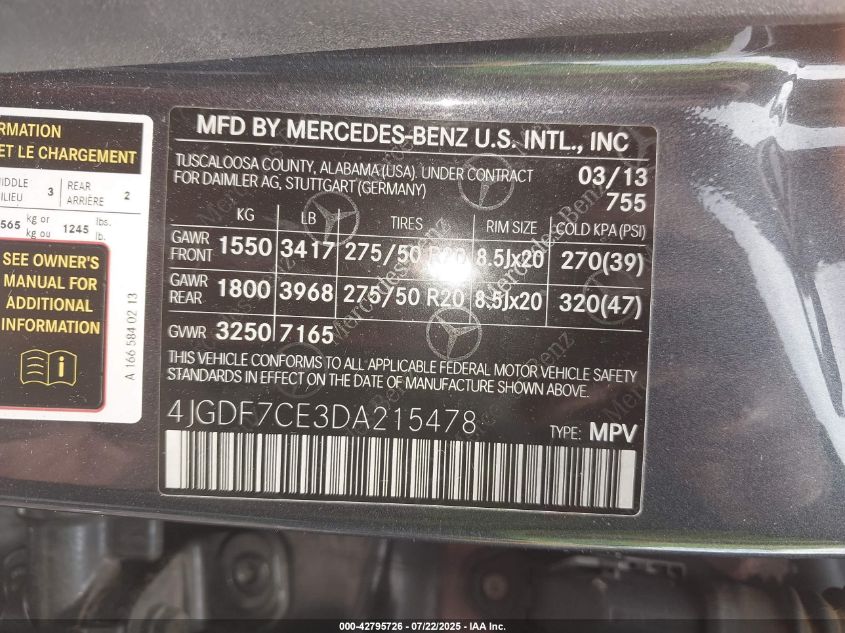 RMATION
ET LE CHARGEMENT
IDDLE 3 REAR 2
ILIEU ARRIÈRE
565 kg or 1245 lbs.
kg ou lb.
SEE OWNER'S
MANUAL FOR
ADDITIONAL
INFORMATION
A 166 584 02 13
MFD BY MERCEDES-BENZ U.S. INTL., INC
TUSCALOOSA COUNTY, ALABAMA (USA). UNDER CONTRACT
FOR DAIMLER AG, STUTTGART (GERMANY)
03/13
755
KG LB TIRES RIM SIZE COLD KPA (PSI)
GAWR FRONT 1550 3417 275/50 R20 8.5Jx20 270(39)
GAWR REAR 1800 3968 275/50 R20 8.5Jx20 320(47)
GVWR 3250 7165
THIS VEHICLE CONFORMS TO ALL APPLICABLE FEDERAL MOTOR VEHICLE SAFETY
STANDARDS IN EFFECT ON THE DATE OF MANUFACTURE SHOWN ABOVE.
4JGDF7CE3DA215478
TYPE: MPV
000-42795726 - 07/22/2025 - IAA Inc.